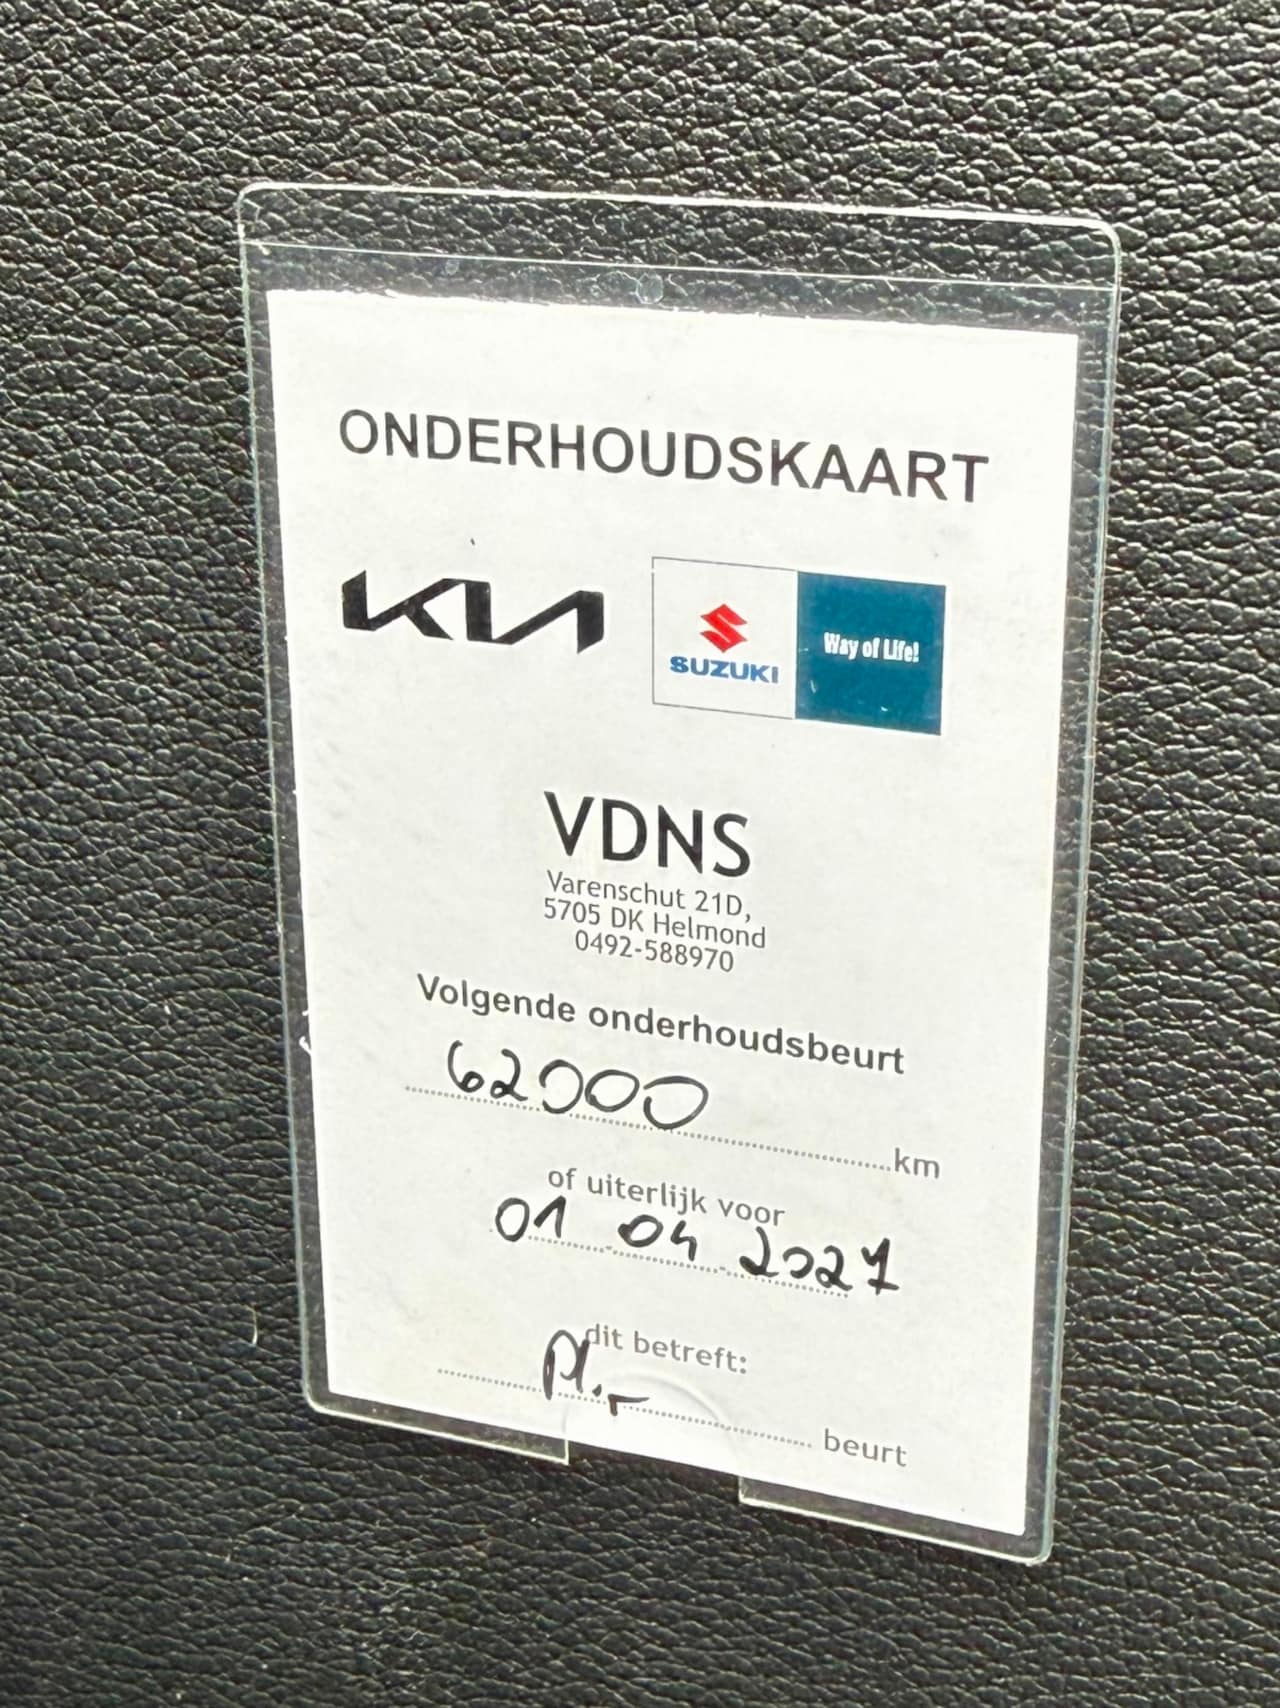 ONDERHOUDSKAART
KIA
SUZUKI
Way of Life!
VDNS
Varenschut 21D,
5705 DK Helmond
0492-588970
Volgende onderhoudsbeurt
62000 km
of uiterlijk voor
01 - 04 - 2027
dit betreft:
beurt